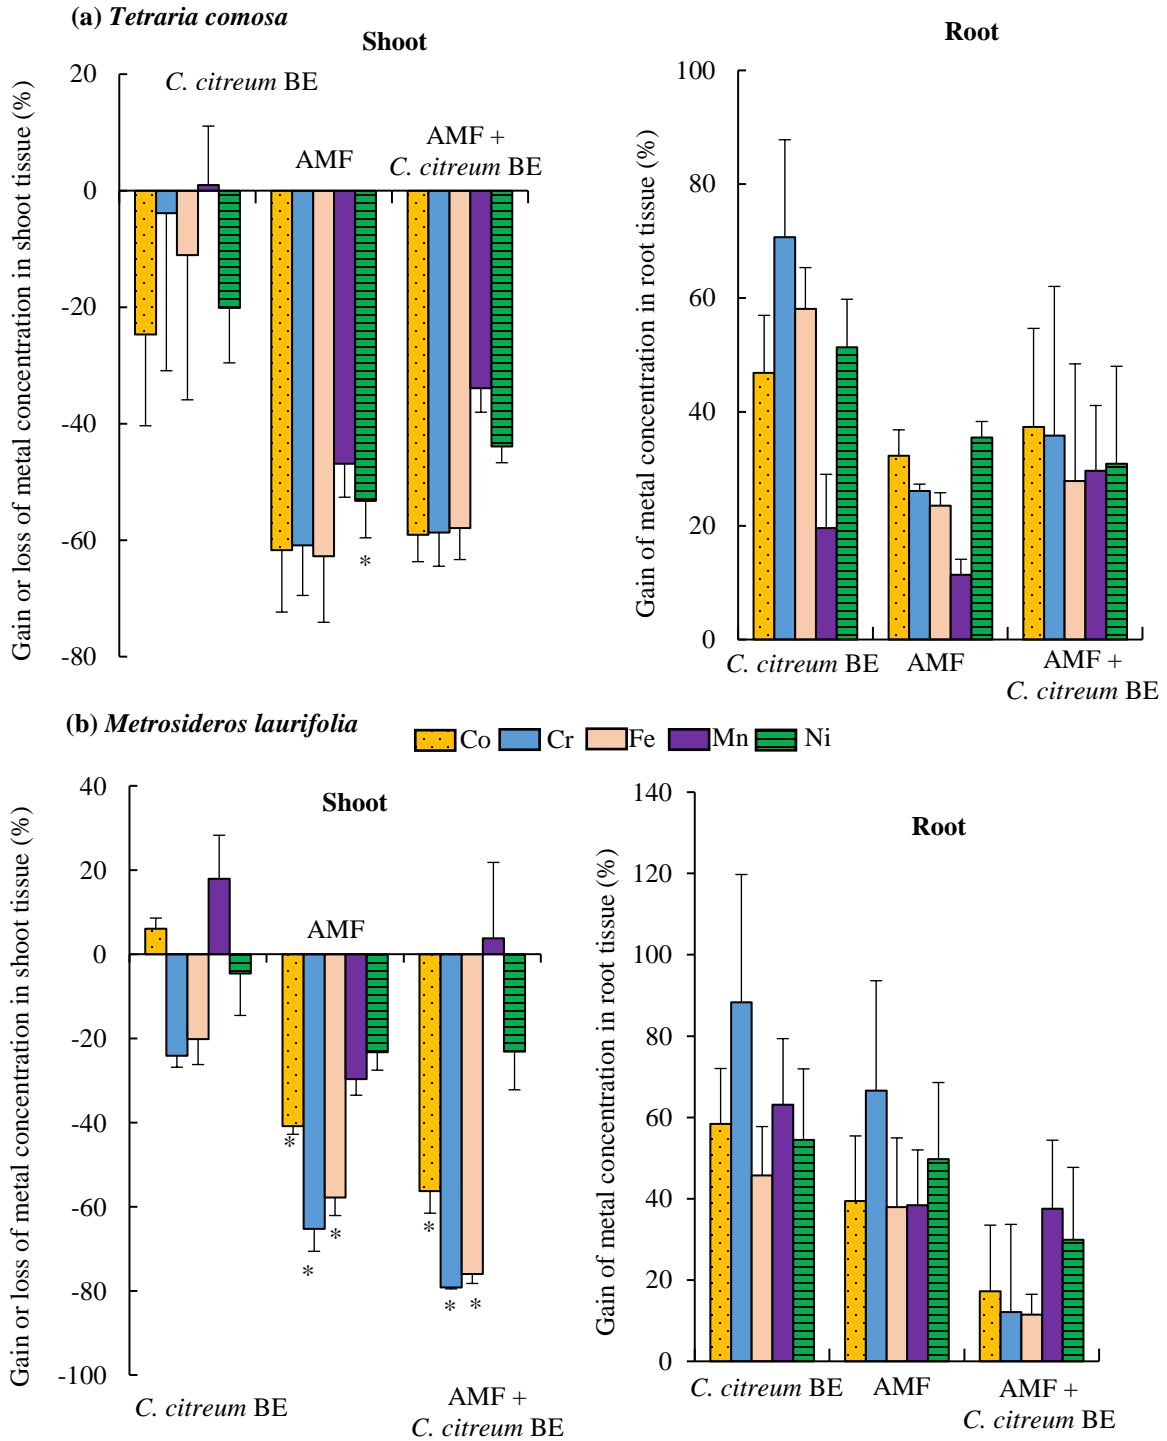 (a) Tetraria comosa
Shoot
Gain or loss of metal concentration in shoot tissue (%)
20
0
-20
-40
-60
-80
C. citreum BE
AMF
AMF +
C. citreum BE
*
Root
Gain of metal concentration in root tissue (%)
100
80
60
40
20
0
C. citreum BE
AMF
AMF +
C. citreum BE
(b) Metrosideros laurifolia
Co Cr Fe Mn Ni
Shoot
Gain or loss of metal concentration in shoot tissue (%)
40
20
0
-20
-40
-60
-80
-100
AMF
*
*
*
*
*
*
C. citreum BE
AMF +
C. citreum BE
Root
Gain of metal concentration in root tissue (%)
140
120
100
80
60
40
20
0
C. citreum BE
AMF
AMF +
C. citreum BE